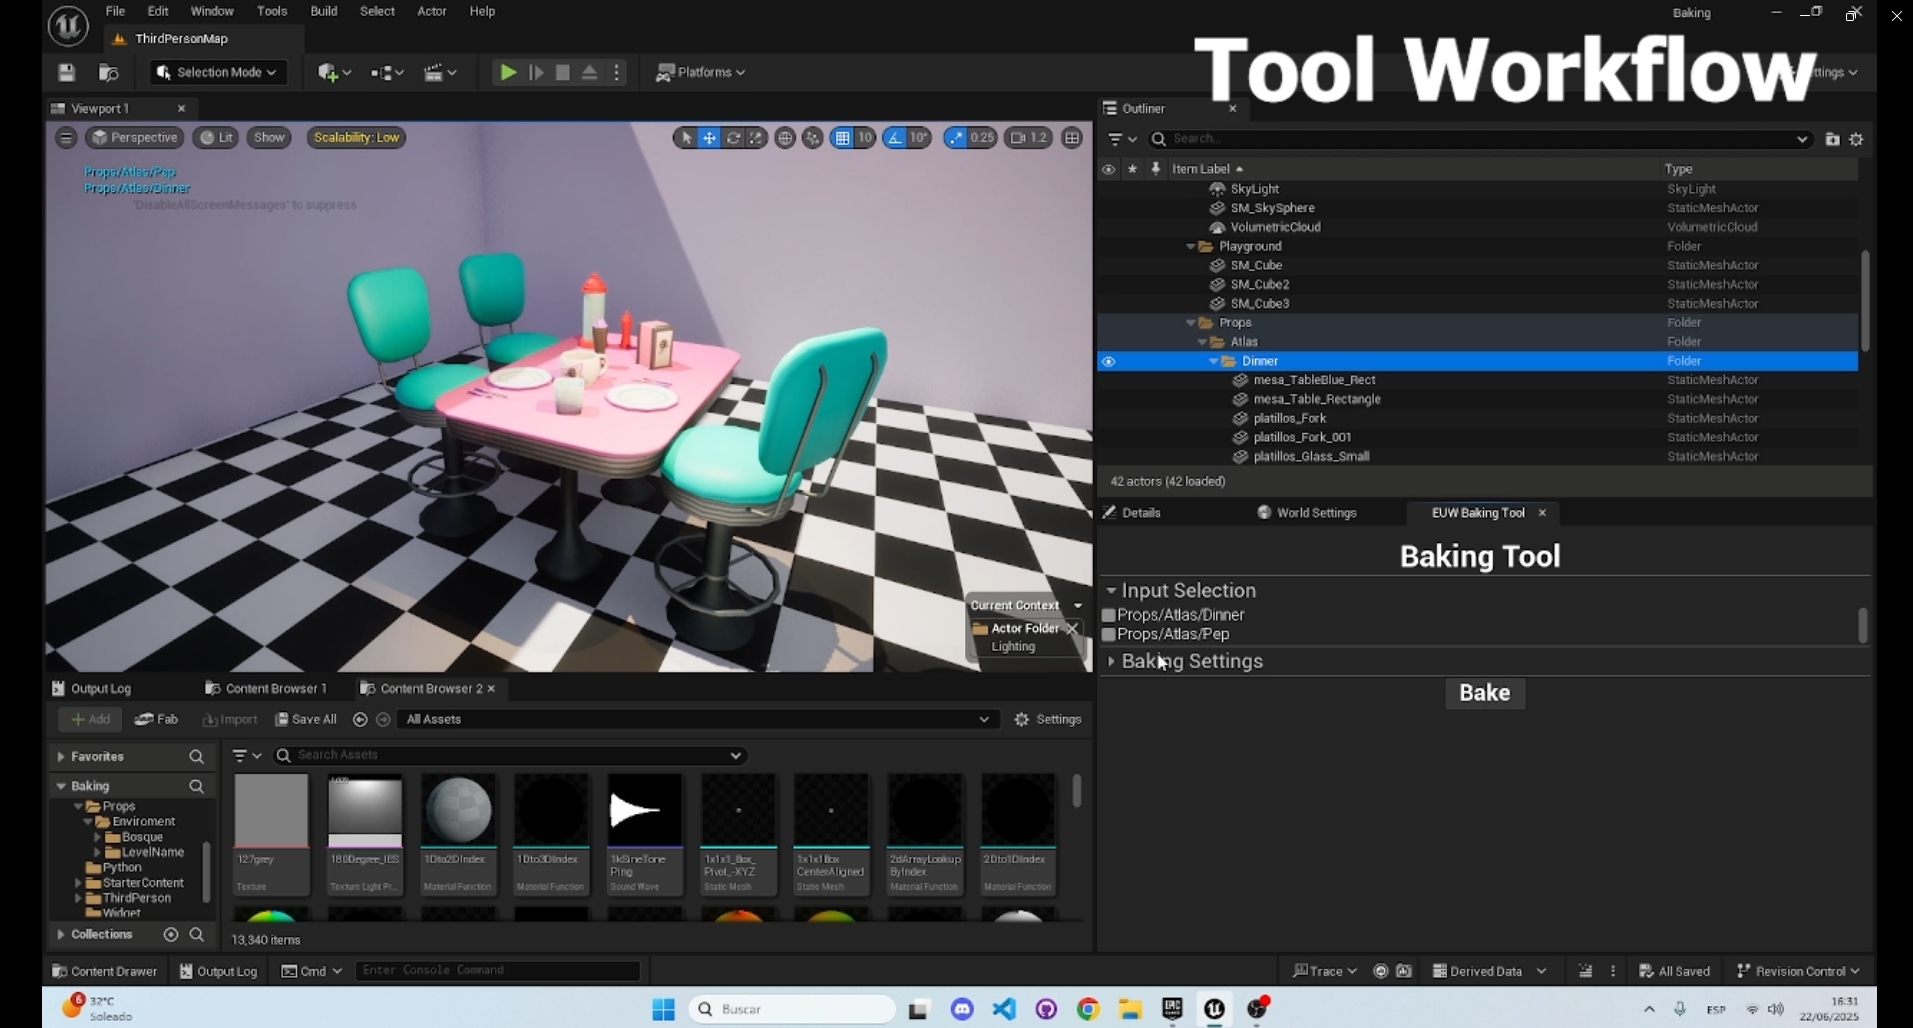 File Edit Window Tools Build Select Actor Help
Baking
ThirdPersonMap
Tool Workflow
Selection Mode
Platforms
ttings
Viewport 1
Outliner
Perspective Lit Show Scalability: Low
10 10° 0.25 1.2
Search...
Item Label Type
Props/Atlas/Pep
Props/Atlas/Dinner
'DisableAllScreenMessages' to suppress
SkyLight SkyLight
SM_SkySphere StaticMeshActor
VolumetricCloud VolumetricCloud
Playground Folder
SM_Cube StaticMeshActor
SM_Cube2 StaticMeshActor
SM_Cube3 StaticMeshActor
Props Folder
Atlas Folder
Dinner Folder
mesa_TableBlue_Rect StaticMeshActor
mesa_Table_Rectangle StaticMeshActor
platillos_Fork StaticMeshActor
platillos_Fork_001 StaticMeshActor
platillos_Glass_Small StaticMeshActor
42 actors (42 loaded)
Details World Settings EUW Baking Tool
Baking Tool
Input Selection
Props/Atlas/Dinner
Props/Atlas/Pep
Baking Settings
Bake
Current Context
Actor Folder
Lighting
Output Log Content Browser 1 Content Browser 2
Add Fab Import Save All All Assets Settings
Favorites
Search Assets
Baking
Props
Enviroment
Bosque
LevelName
Python
StarterContent
ThirdPerson
Widget
Collections
127grey
Texture
180Degree_IES
Texture Light Pr...
1Dto2DIndex
Material Function
1Dto3DIndex
Material Function
1kSineTone
Ping
Sound Wave
1x1x1_Box_
Pivot_-XYZ
Static Mesh
1x1x1Box
CenterAligned
Static Mesh
2dArrayLookup
ByIndex
Material Function
2Dto1DIndex
Material Function
13,340 items
Content Drawer Output Log Cmd Enter Console Command
Trace Derived Data All Saved Revision Control
6
32°C
Soleado
Buscar
EPIC
ESP
16:31
22/06/2025